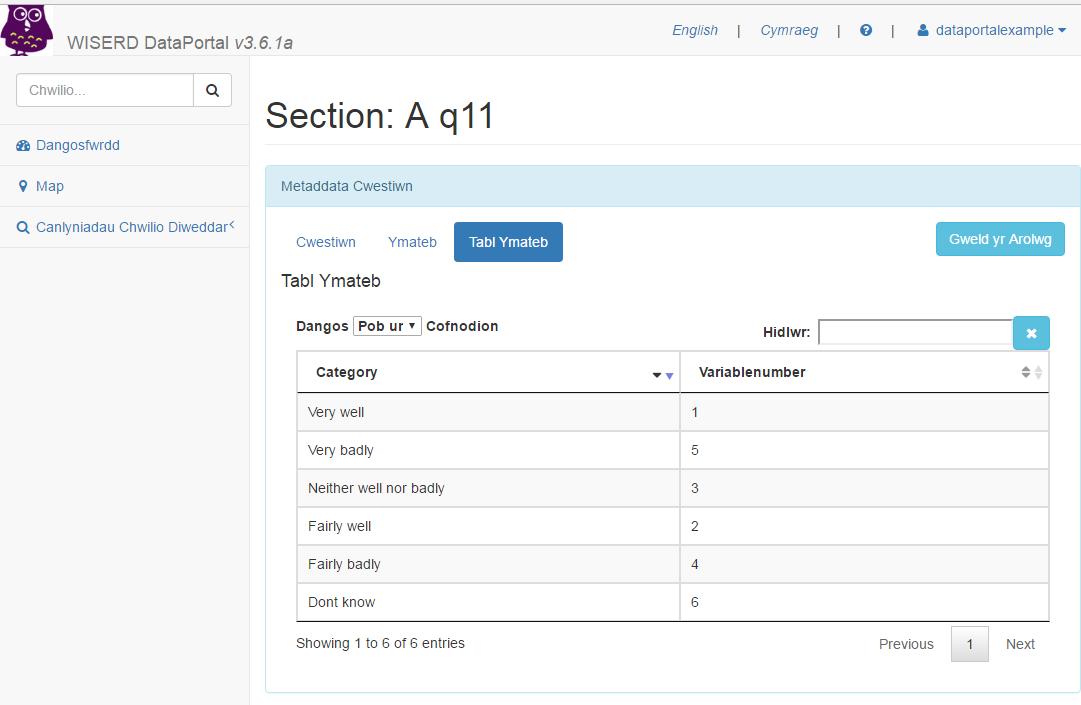 WISERD DataPortal v3.6.1a
English | Cymraeg | ? | dataportalexample
Chwilio...
Dangosfwrdd
Map
Canlyniadau Chwilio Diweddar
Section: A q11
Metaddata Cwestiwn
Cwestiwn Ymateb Tabl Ymateb Gweld yr Arolwg
Tabl Ymateb
Dangos Pob ur Cofnodion
Hidlwr:
Category Variablenumber
Very well 1
Very badly 5
Neither well nor badly 3
Fairly well 2
Fairly badly 4
Dont know 6
Showing 1 to 6 of 6 entries
Previous 1 Next